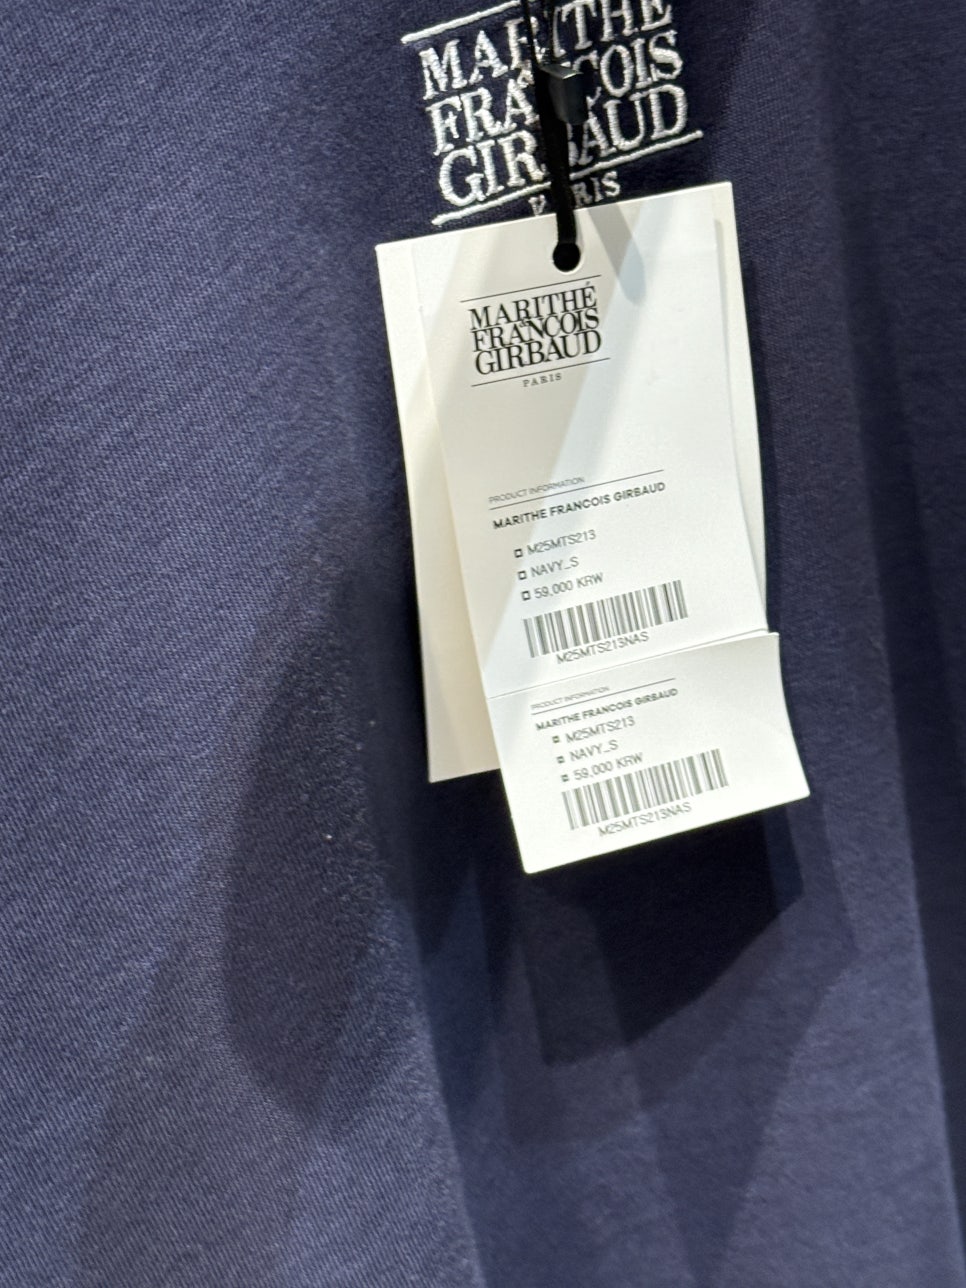 MARITHE
FRANCOIS
GIRBAUD
PARIS
MARITHÉ
& FRANCOIS
GIRBAUD
PARIS
PRODUCT INFORMATION
MARITHE FRANCOIS GIRBAUD
M25MTS213
NAVY_S
59,000 KRW
M25MTS213NAS
PRODUCT INFORMATION
MARITHE FRANCOIS GIRBAUD
M25MTS213
NAVY_S
59,000 KRW
M25MTS213NAS